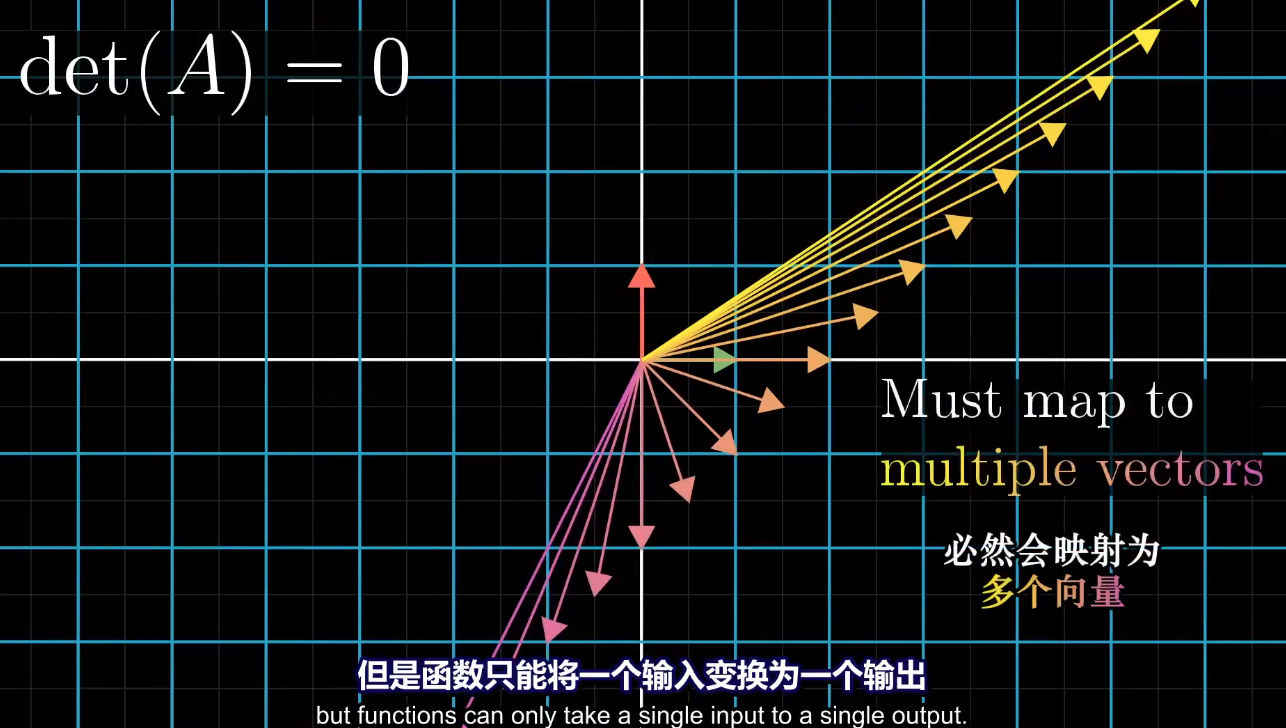 det(A) = 0
Must map to
multiple vectors
必然会映射为
多个向量
但是函数只能将一个输入变换为一个输出
but functions can only take a single input to a single output.